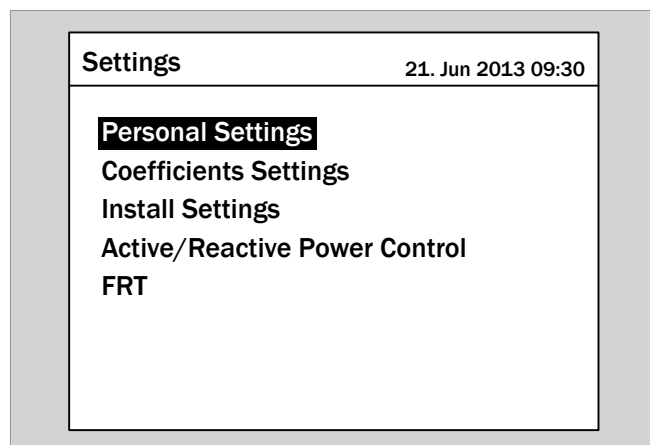 Settings
21. Jun 2013 09:30
Personal Settings
Coefficients Settings
Install Settings
Active/Reactive Power Control
FRT